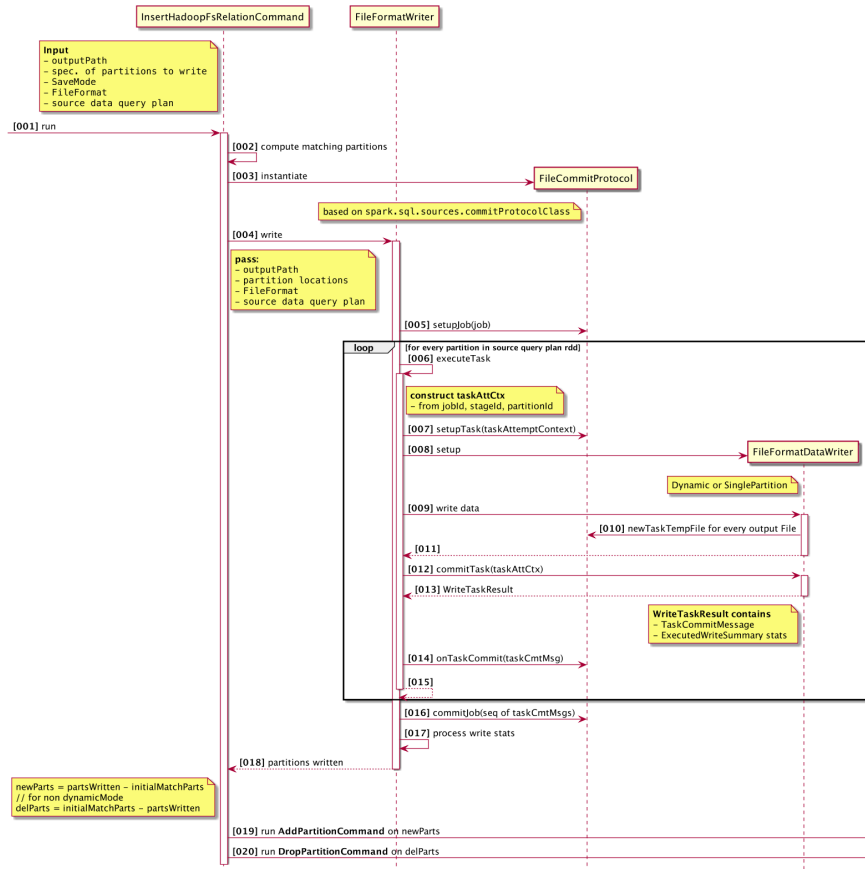 InsertHadoopFsRelationCommand
FileFormatWriter
Input
- outputPath
- spec. of partitions to write
- SaveMode
- FileFormat
- source data query plan
[001] run
[002] compute matching partitions
[003] instantiate
FileCommitProtocol
based on spark.sql.sources.commitProtocolClass
[004] write
pass:
- outputPath
- partition locations
- FileFormat
- source data query plan
[005] setupJob(job)
loop
[for every partition in source query plan rdd]
[006] executeTask
construct taskAttCtx
- from jobId, stageId, partitionId
[007] setupTask(taskAttemptContext)
[008] setup
FileFormatDataWriter
Dynamic or SinglePartition
[009] write data
[010] newTaskTempFile for every output File
[011]
[012] commitTask(taskAttCtx)
[013] WriteTaskResult
WriteTaskResult contains
- TaskCommitMessage
- ExecutedWriteSummary stats
[014] onTaskCommit(taskCmtMsg)
[015]
[016] commitJob(seq of taskCmtMsgs)
[017] process write stats
[018] partitions written
newParts = partsWritten - initialMatchParts
// for non dynamicMode
delParts = initialMatchParts - partsWritten
[019] run AddPartitionCommand on newParts
[020] run DropPartitionCommand on delParts